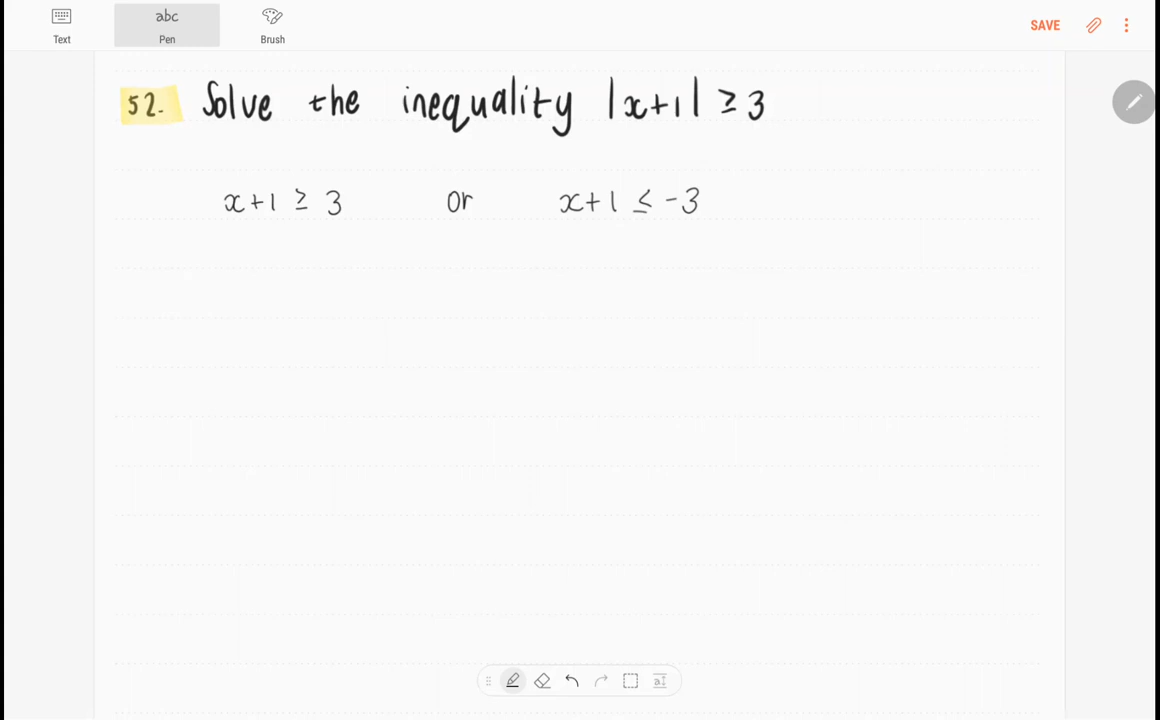 abc
Text Pen Brush SAVE
52. Solve the inequality |x+1| ≥ 3
x+1 ≥ 3 or x+1 ≤ -3